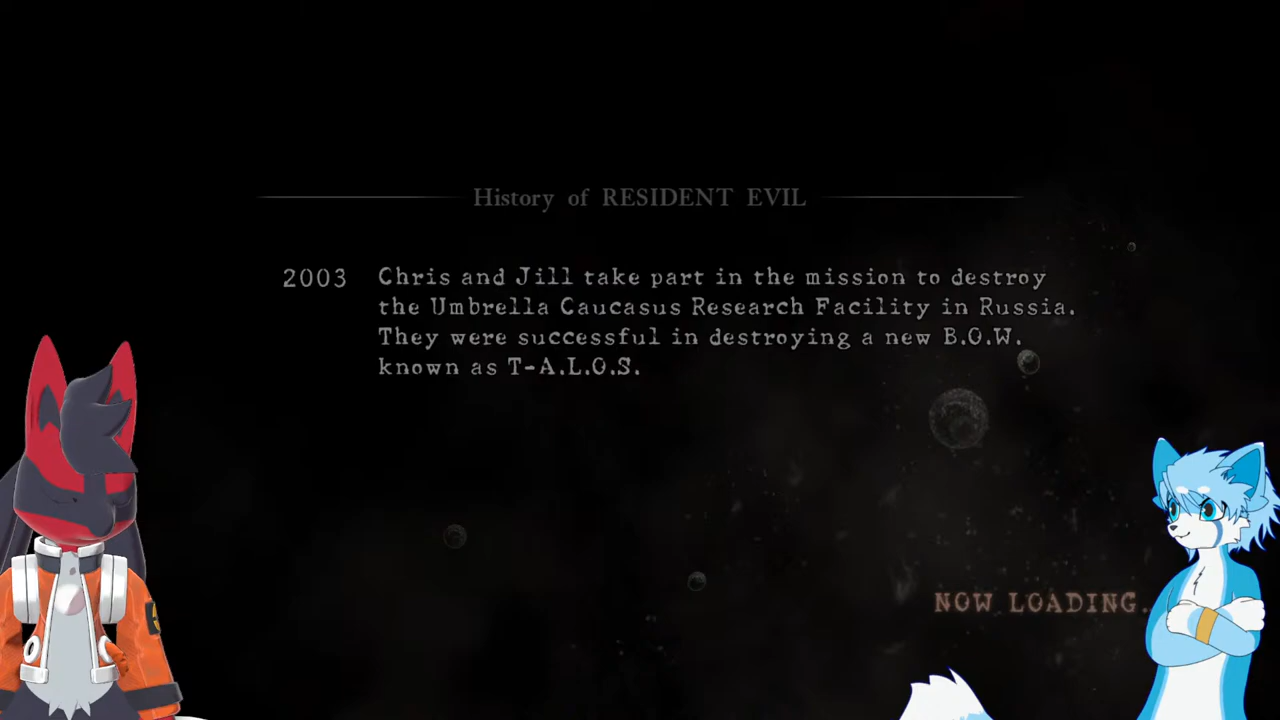 History of RESIDENT EVIL
2003 Chris and Jill take part in the mission to destroy
the Umbrella Caucasus Research Facility in Russia.
They were successful in destroying a new B.O.W.
known as T-A.L.O.S.
NOW LOADING..